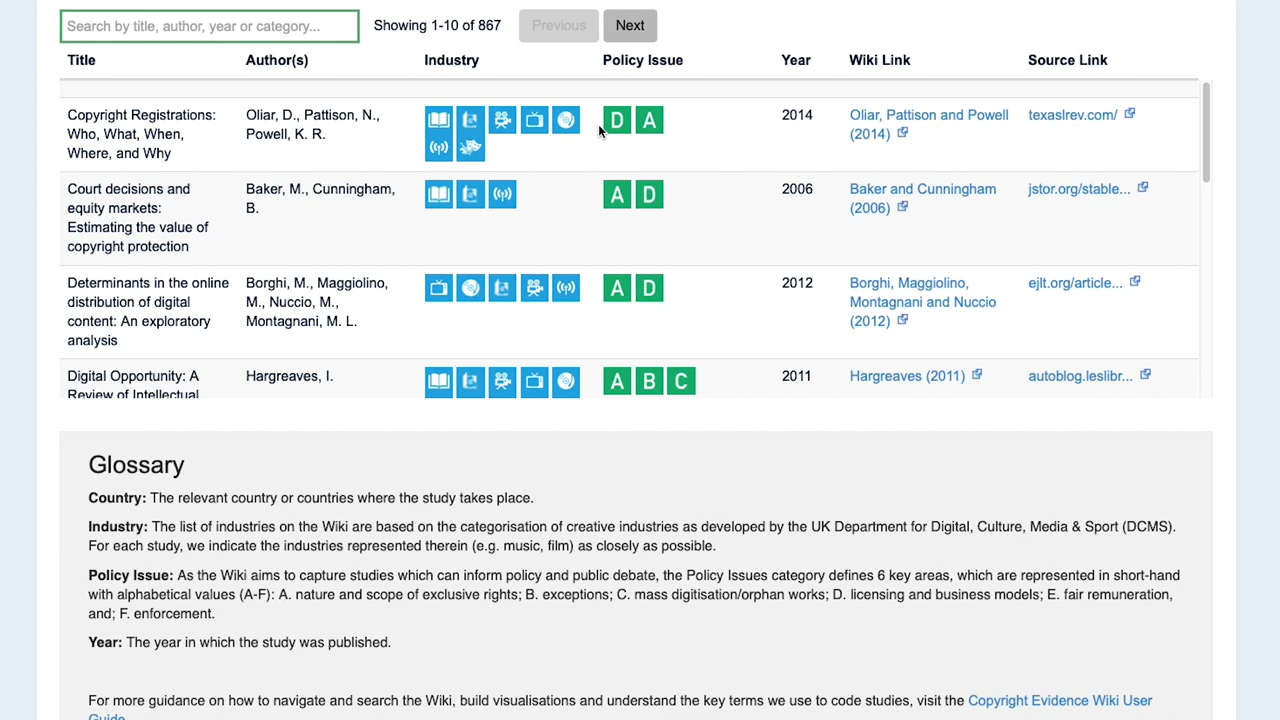 Search by title, author, year or category... Showing 1-10 of 867 Previous Next
Title Author(s) Industry Policy Issue Year Wiki Link Source Link
Copyright Registrations: Oliar, D., Pattison, N., D A 2014 Oliar, Pattison and Powell texaslrev.com/
Who, What, When, Powell, K. R. (2014)
Where, and Why
Court decisions and Baker, M., Cunningham, A D 2006 Baker and Cunningham jstor.org/stable...
equity markets: B. (2006)
Estimating the value of
copyright protection
Determinants in the online Borghi, M., Maggiolino, A D 2012 Borghi, Maggiolino, ejlt.org/article...
distribution of digital M., Nuccio, M., Montagnani and Nuccio
content: An exploratory Montagnani, M. L. (2012)
analysis
Digital Opportunity: A Hargreaves, I. A B C 2011 Hargreaves (2011) autoblog.leslibr...
Review of Intellectual
Glossary
Country: The relevant country or countries where the study takes place.
Industry: The list of industries on the Wiki are based on the categorisation of creative industries as developed by the UK Department for Digital, Culture, Media & Sport (DCMS).
For each study, we indicate the industries represented therein (e.g. music, film) as closely as possible.
Policy Issue: As the Wiki aims to capture studies which can inform policy and public debate, the Policy Issues category defines 6 key areas, which are represented in short-hand
with alphabetical values (A-F): A. nature and scope of exclusive rights; B. exceptions; C. mass digitisation/orphan works; D. licensing and business models; E. fair remuneration,
and; F. enforcement.
Year: The year in which the study was published.
For more guidance on how to navigate and search the Wiki, build visualisations and understand the key terms we use to code studies, visit the Copyright Evidence Wiki User
Guide.